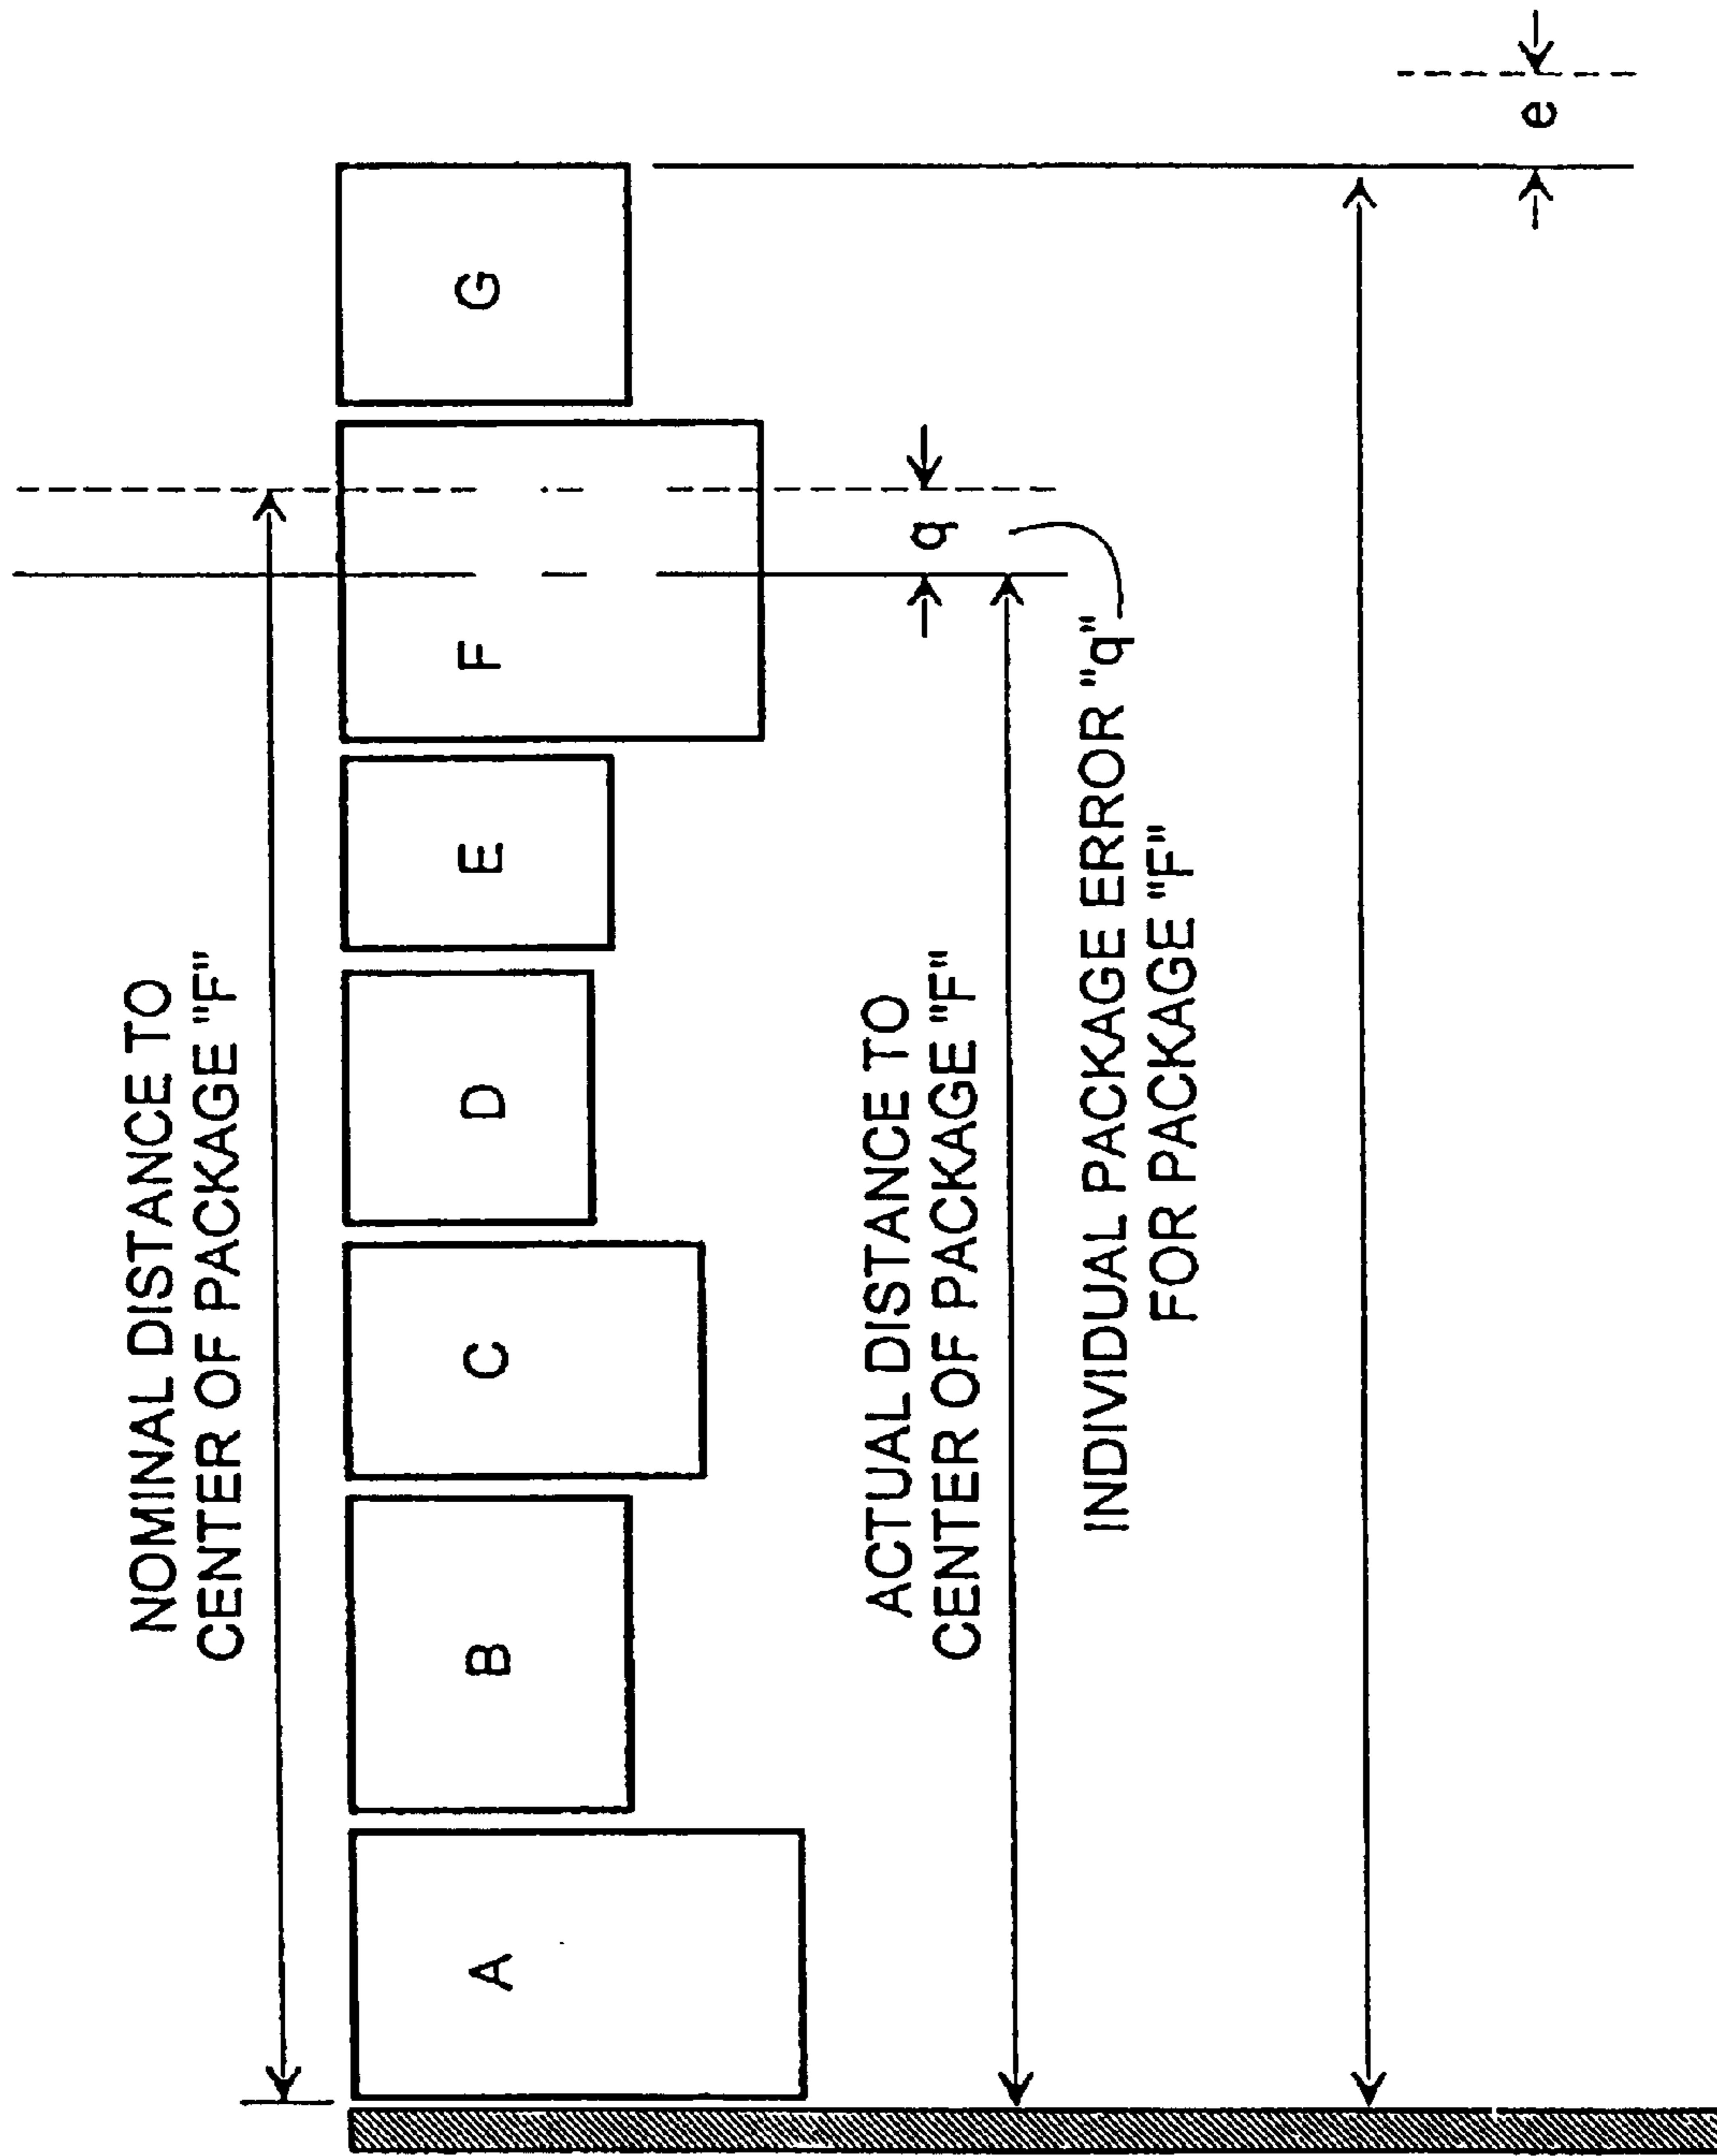 NOMINAL DISTANCE TO
CENTER OF PACKAGE "F"
A
B
C
D
E
F
G
ACTUAL DISTANCE TO
CENTER OF PACKAGE "F"
q
INDIVIDUAL PACKAGE ERROR "q"
FOR PACKAGE "F"
e